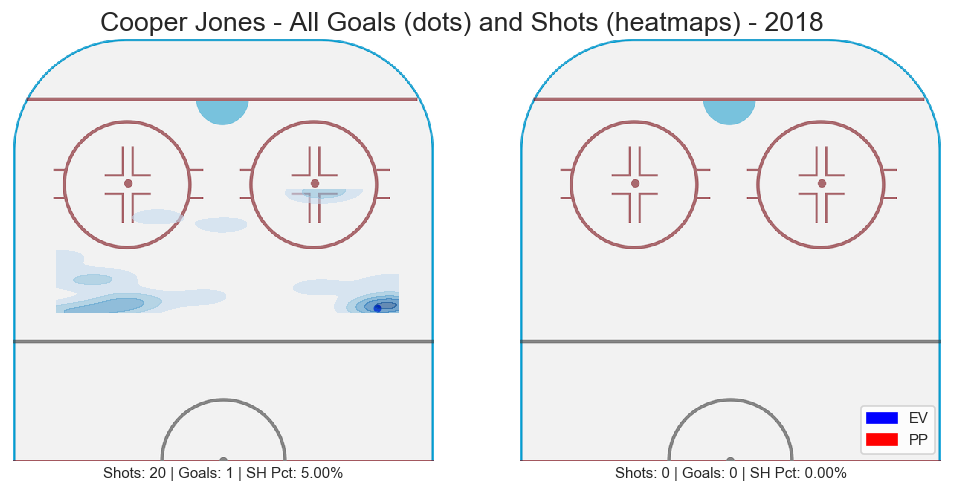 Cooper Jones - All Goals (dots) and Shots (heatmaps) - 2018
EV
PP
Shots: 20 | Goals: 1 | SH Pct: 5.00%
Shots: 0 | Goals: 0 | SH Pct: 0.00%